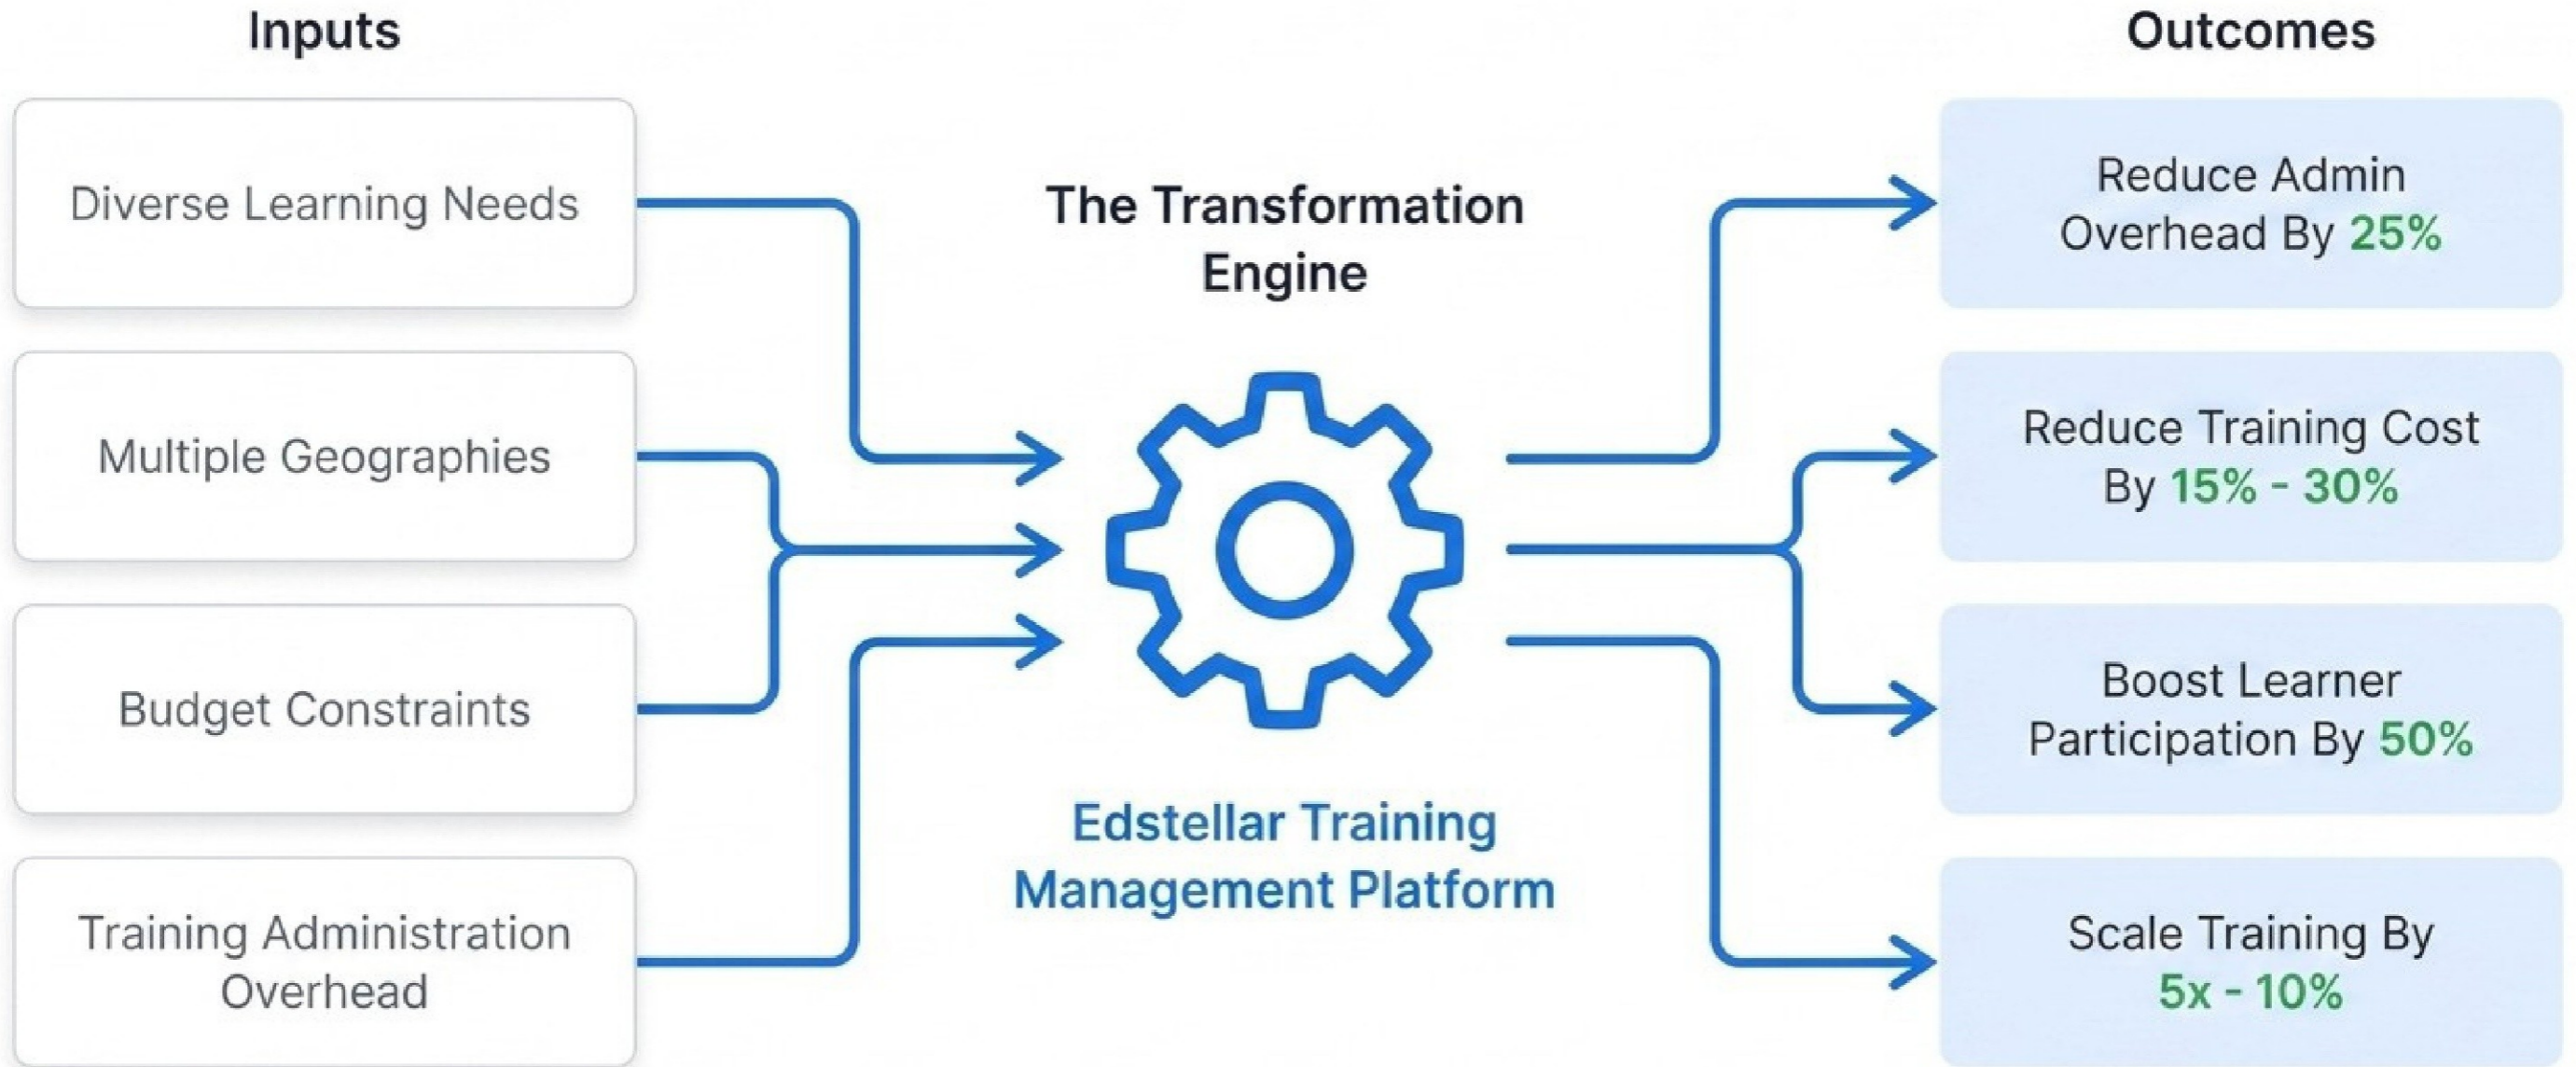 Inputs
Diverse Learning Needs
Multiple Geographies
Budget Constraints
Training Administration
Overhead
The Transformation
Engine
Edstellar Training
Management Platform
Outcomes
Reduce Admin
Overhead By 25%
Reduce Training Cost
By 15% - 30%
Boost Learner
Participation By 50%
Scale Training By
5x - 10%